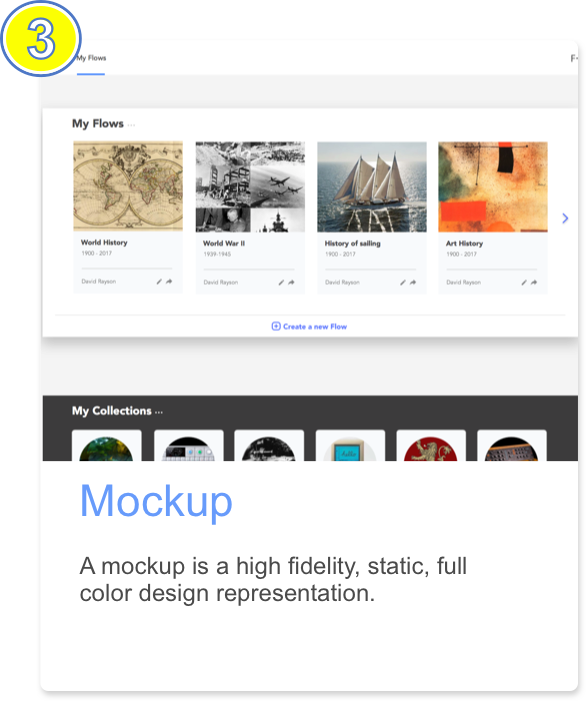 3
My Flows
F
My Flows ...
World History
1900 - 2017
David Rayson
World War II
1939-1945
David Rayson
History of sailing
1900 - 2017
David Rayson
Art History
1900 - 2017
David Rayson
Create a new Flow
My Collections ...
hello
Mockup
A mockup is a high fidelity, static, full
color design representation.